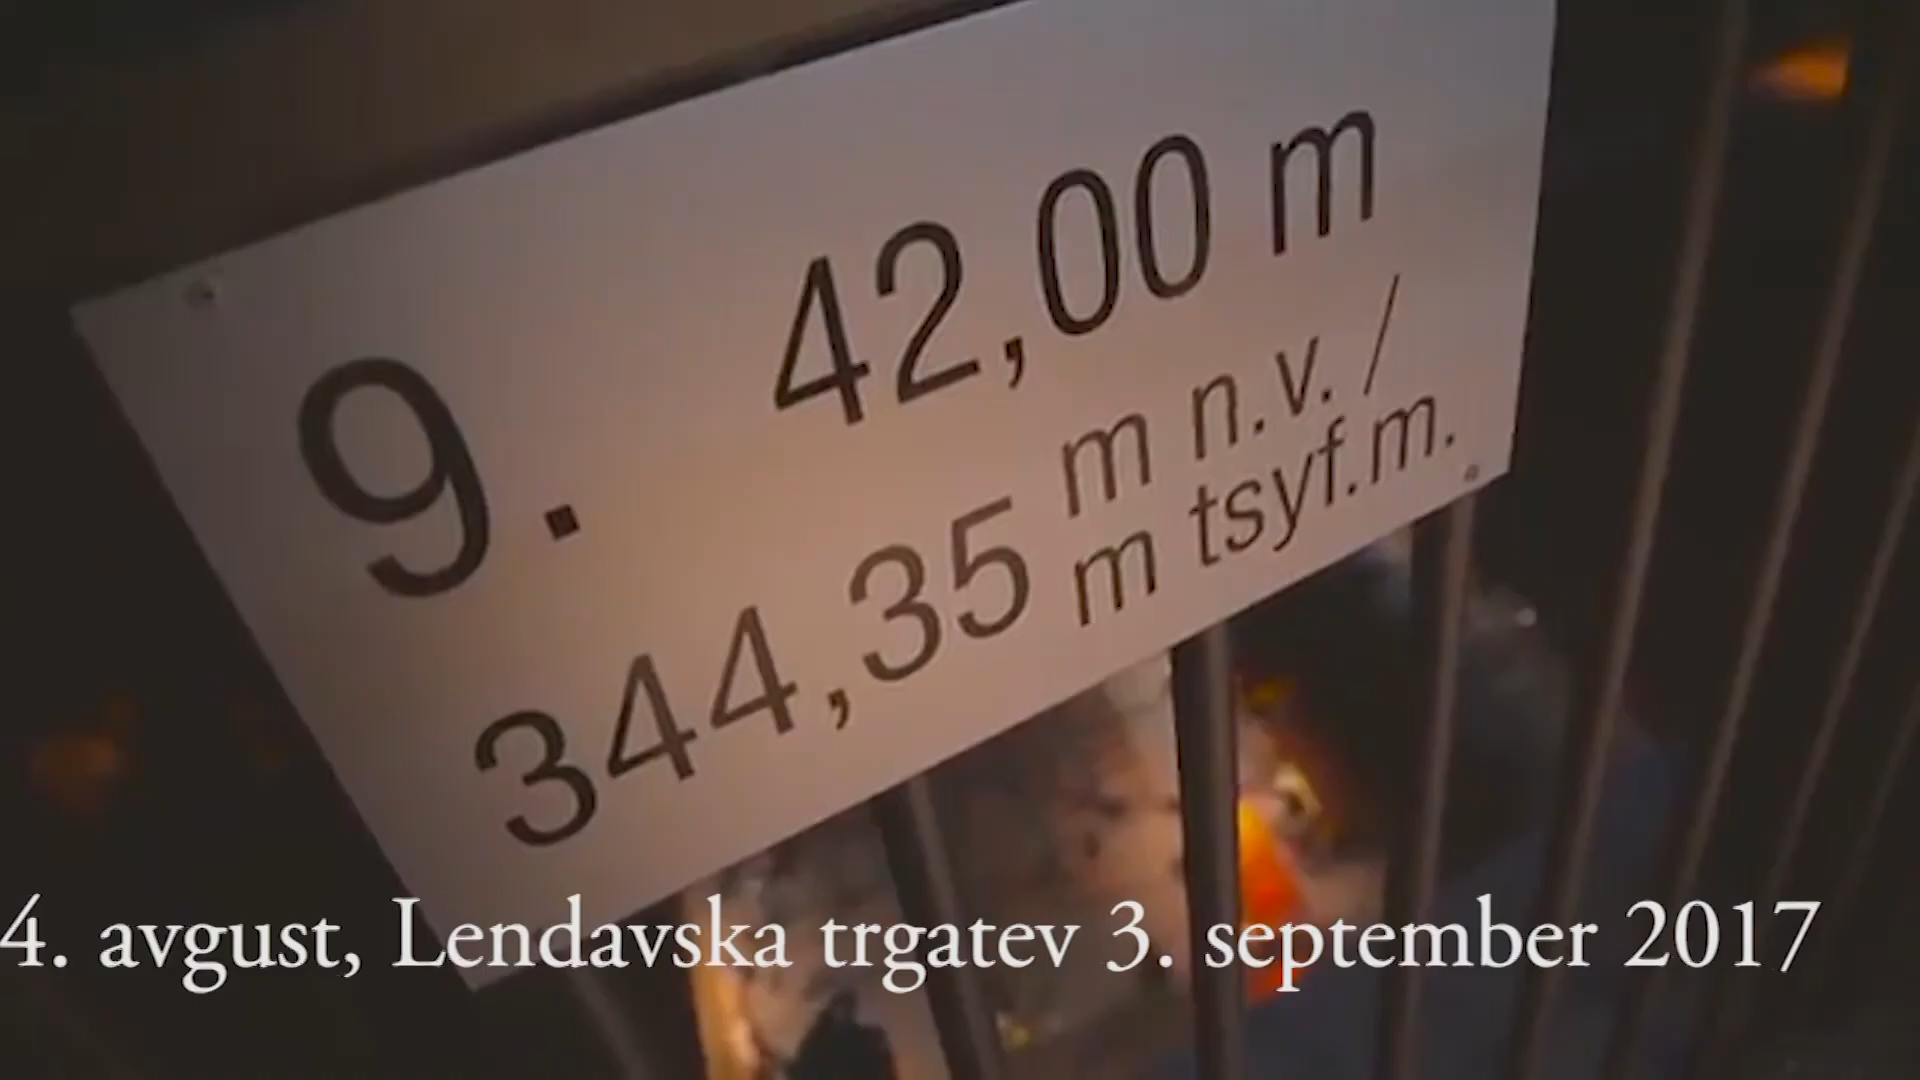 9. 42,00 m
344,35 m n.v. /
m tsyf.m.
4. avgust, Lendavska trgatev 3. september 2017